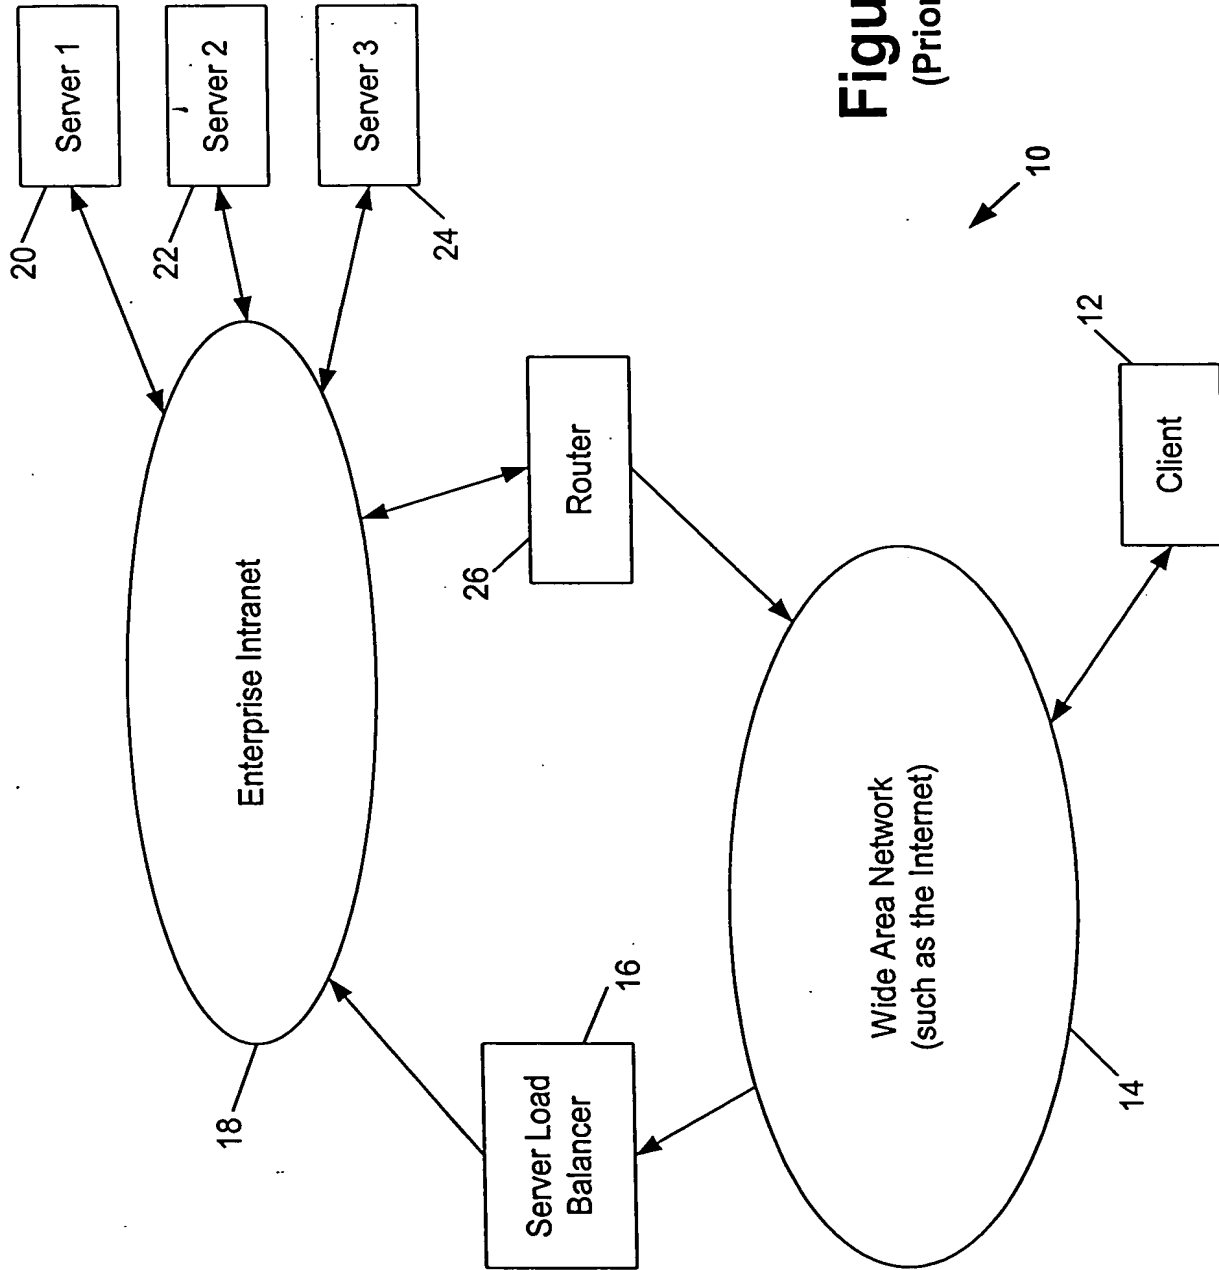 20
Server 1
22
Server 2
18
Enterprise Intranet
Server 3
24
26
Server Load
Balancer
Router
16
Figu
(Prior
Wide Area Network
(such as the Internet)
10
12
14
Client